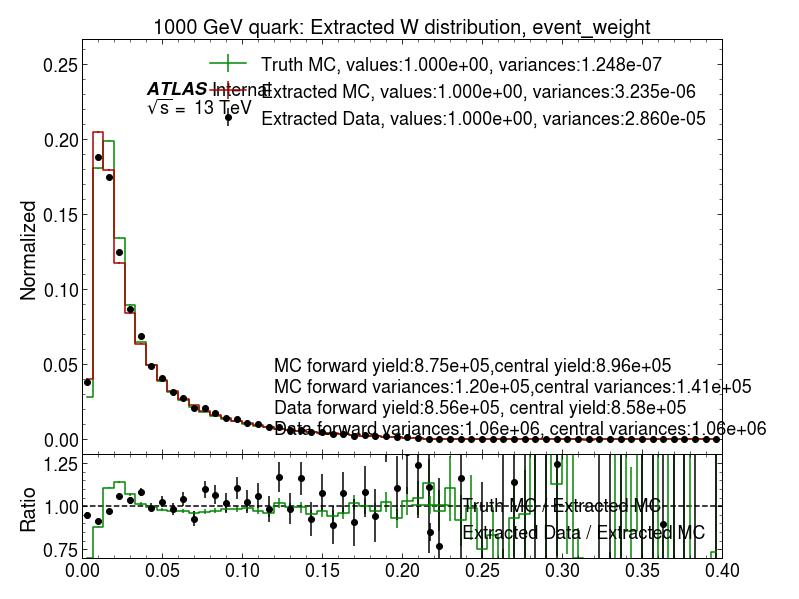 1000 GeV quark: Extracted W distribution, event_weight
Truth MC, values:1.000e+00, variances:1.248e-07
ATLAS Internal
Extracted MC, values:1.000e+00, variances:3.235e-06
√s = 13 TeV
Extracted Data, values:1.000e+00, variances:2.860e-05
Normalized
0.25
0.20
0.15
0.10
0.05
0.00
MC forward yield:8.75e+05,central yield:8.96e+05
MC forward variances:1.20e+05,central variances:1.41e+05
Data forward yield:8.56e+05, central yield:8.58e+05
Data forward variances:1.06e+06, central variances:1.06e+06
Ratio
1.25
1.00
0.75
Truth MC / Extracted MC
Extracted Data / Extracted MC
0.00 0.05 0.10 0.15 0.20 0.25 0.30 0.35 0.40